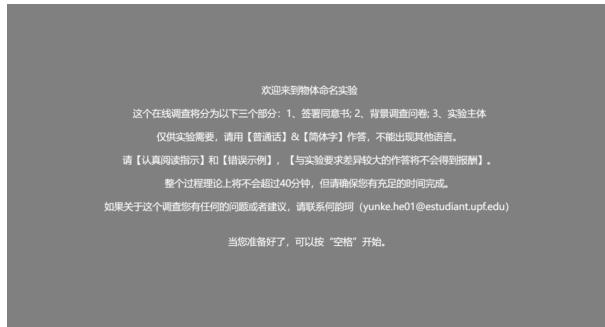 欢迎来到物体命名实验
这个在线调查将分为以下三个部分：1、签署同意书; 2、背景调查问卷; 3、实验主体
仅供实验需要，请用【普通话】&【简体字】作答，不能出现其他语言。
请【认真阅读指示】和【错误示例】，【与实验要求差异较大的作答将不会得到报酬】。
整个过程理论上将不会超过40分钟，但请确保您有充足的时间完成。
如果关于这个调查您有任何的问题或者建议，请联系何韵珂（yunke.he01@estudiant.upf.edu）
当您准备好了，可以按“空格”开始。